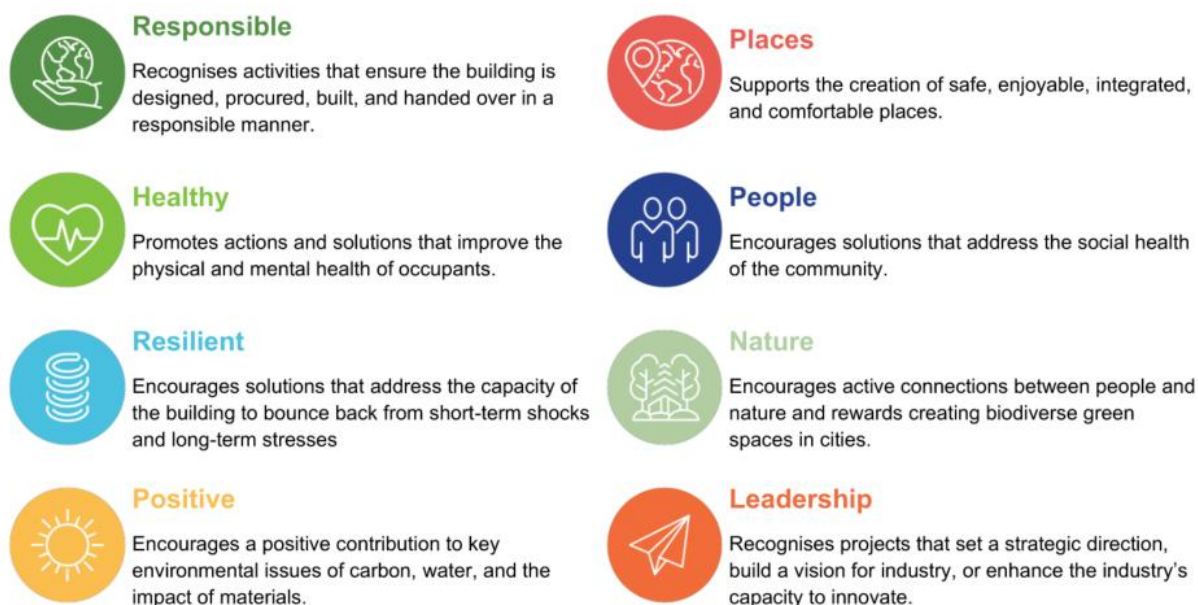 Responsible
Recognises activities that ensure the building is
designed, procured, built, and handed over in a
responsible manner.
Healthy
Promotes actions and solutions that improve the
physical and mental health of occupants.
Resilient
Encourages solutions that address the capacity of
the building to bounce back from short-term shocks
and long-term stresses
Positive
Encourages a positive contribution to key
environmental issues of carbon, water, and the
impact of materials.
Places
Supports the creation of safe, enjoyable, integrated,
and comfortable places.
People
Encourages solutions that address the social health
of the community.
Nature
Encourages active connections between people and
nature and rewards creating biodiverse green
spaces in cities.
Leadership
Recognises projects that set a strategic direction,
build a vision for industry, or enhance the industry’s
capacity to innovate.